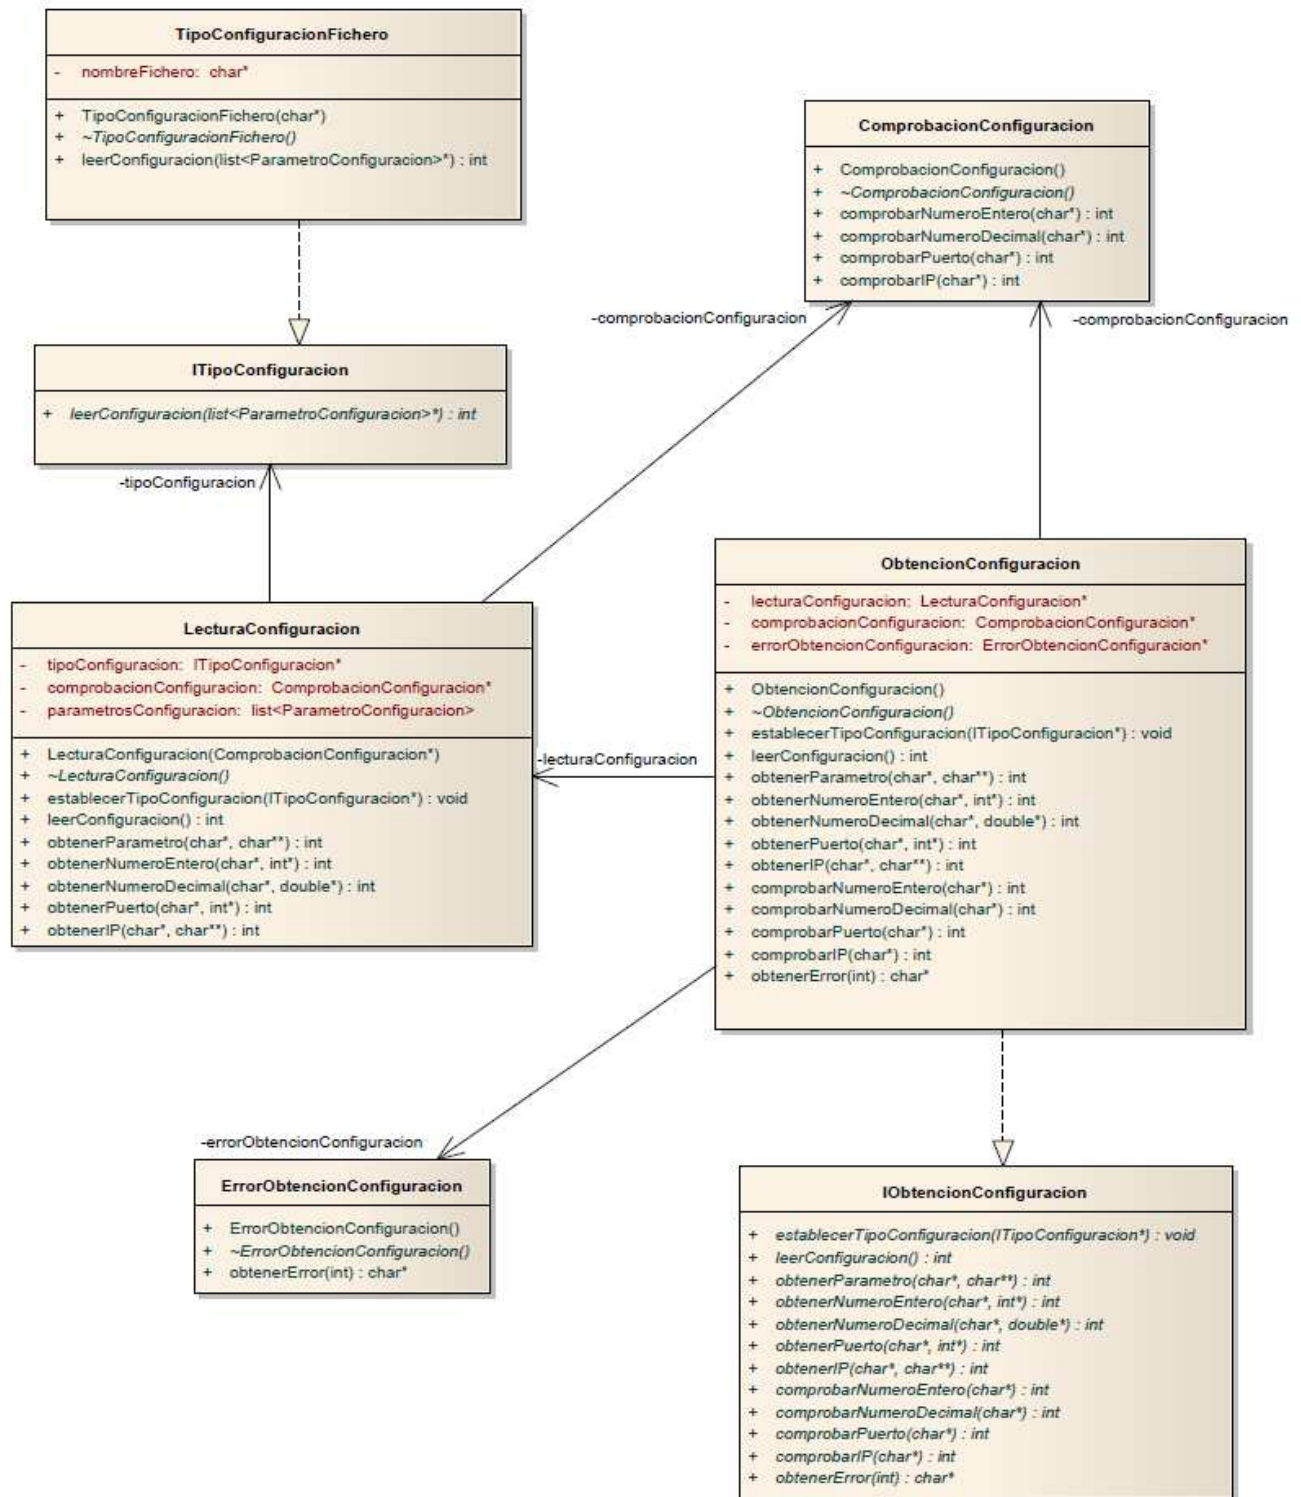 TipoConfiguracionFichero
- nombreFichero: char*
+ TipoConfiguracionFichero(char*)
+ ~TipoConfiguracionFichero()
+ leerConfiguracion(list<ParametroConfiguracion>*) : int
ComprobacionConfiguracion
+ ComprobacionConfiguracion()
+ ~ComprobacionConfiguracion()
+ comprobarNumeroEntero(char*) : int
+ comprobarNumeroDecimal(char*) : int
+ comprobarPuerto(char*) : int
+ comprobarIP(char*) : int
-comprobacionConfiguracion
-comprobacionConfiguracion
ITipoConfiguracion
+ leerConfiguracion(list<ParametroConfiguracion>*) : int
-tipoConfiguracion
LecturaConfiguracion
- tipoConfiguracion: ITipoConfiguracion*
- comprobacionConfiguracion: ComprobacionConfiguracion*
- parametrosConfiguracion: list<ParametroConfiguracion>
+ LecturaConfiguracion(ComprobacionConfiguracion*)
+ ~LecturaConfiguracion()
+ establecerTipoConfiguracion(ITipoConfiguracion*) : void
+ leerConfiguracion() : int
+ obtenerParametro(char*, char**) : int
+ obtenerNumeroEntero(char*, int*) : int
+ obtenerNumeroDecimal(char*, double*) : int
+ obtenerPuerto(char*, int*) : int
+ obtenerIP(char*, char**) : int
-lecturaConfiguracion
ObtencionConfiguracion
- lecturaConfiguracion: LecturaConfiguracion*
- comprobacionConfiguracion: ComprobacionConfiguracion*
- errorObtencionConfiguracion: ErrorObtencionConfiguracion*
+ ObtencionConfiguracion()
+ ~ObtencionConfiguracion()
+ establecerTipoConfiguracion(ITipoConfiguracion*) : void
+ leerConfiguracion() : int
+ obtenerParametro(char*, char**) : int
+ obtenerNumeroEntero(char*, int*) : int
+ obtenerNumeroDecimal(char*, double*) : int
+ obtenerPuerto(char*, int*) : int
+ obtenerIP(char*, char**) : int
+ comprobarNumeroEntero(char*) : int
+ comprobarNumeroDecimal(char*) : int
+ comprobarPuerto(char*) : int
+ comprobarIP(char*) : int
+ obtenerError(int) : char*
-errorObtencionConfiguracion
ErrorObtencionConfiguracion
+ ErrorObtencionConfiguracion()
+ ~ErrorObtencionConfiguracion()
+ obtenerError(int) : char*
IObtencionConfiguracion
+ establecerTipoConfiguracion(ITipoConfiguracion*) : void
+ leerConfiguracion() : int
+ obtenerParametro(char*, char**) : int
+ obtenerNumeroEntero(char*, int*) : int
+ obtenerNumeroDecimal(char*, double*) : int
+ obtenerPuerto(char*, int*) : int
+ obtenerIP(char*, char**) : int
+ comprobarNumeroEntero(char*) : int
+ comprobarNumeroDecimal(char*) : int
+ comprobarPuerto(char*) : int
+ comprobarIP(char*) : int
+ obtenerError(int) : char*